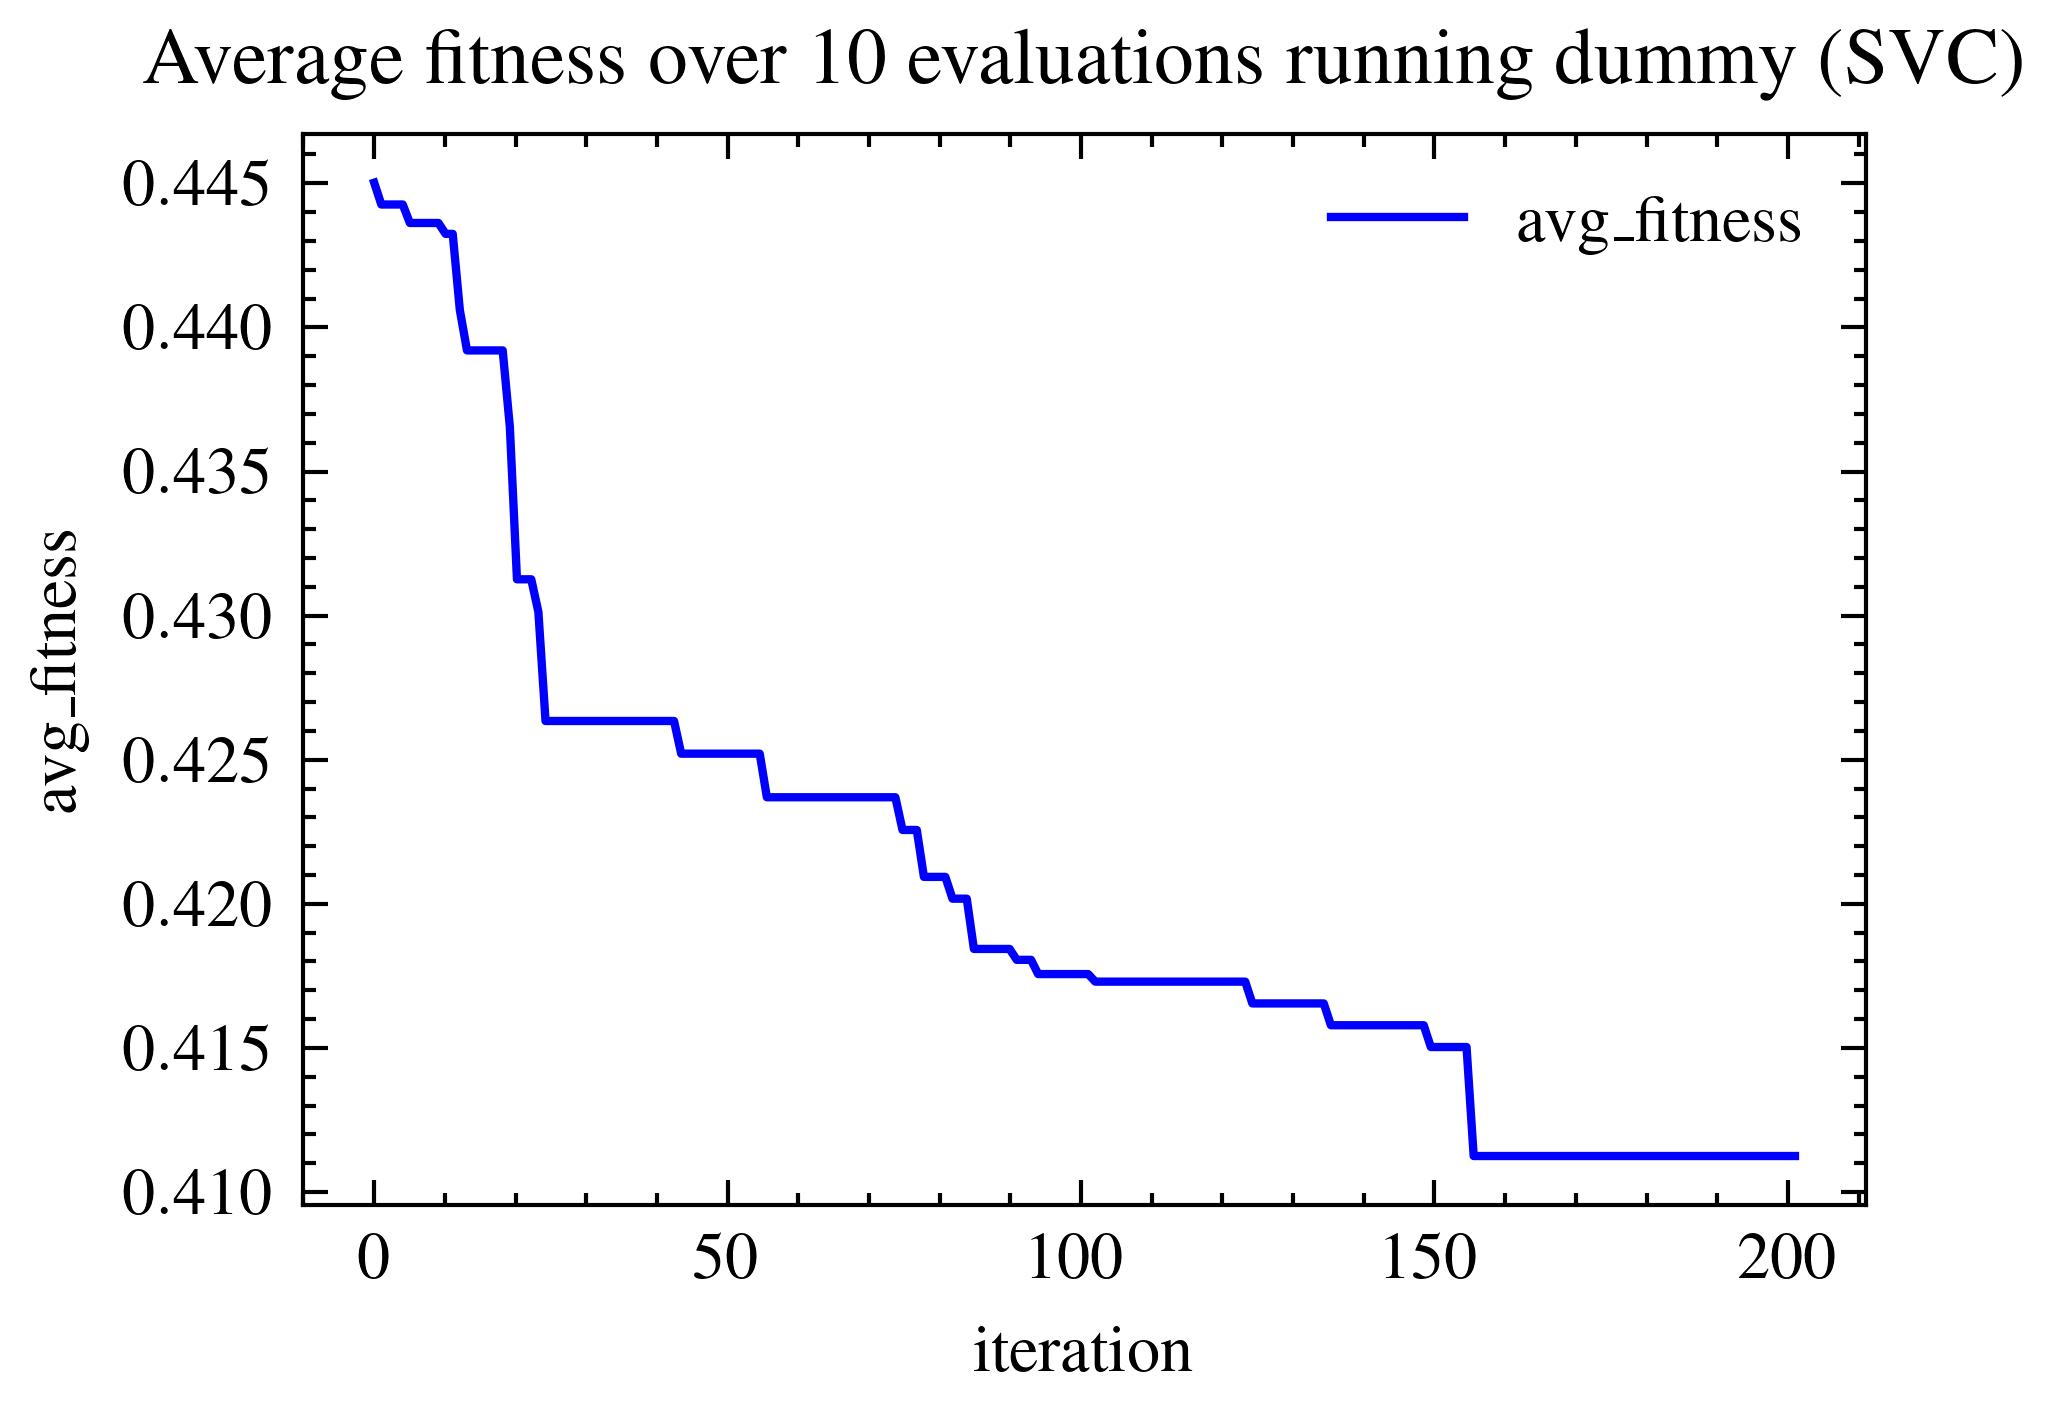 Average fitness over 10 evaluations running dummy (SVC)
avg_fitness
0.445
0.440
0.435
0.430
0.425
0.420
0.415
0.410
avg_fitness
0 50 100 150 200
iteration